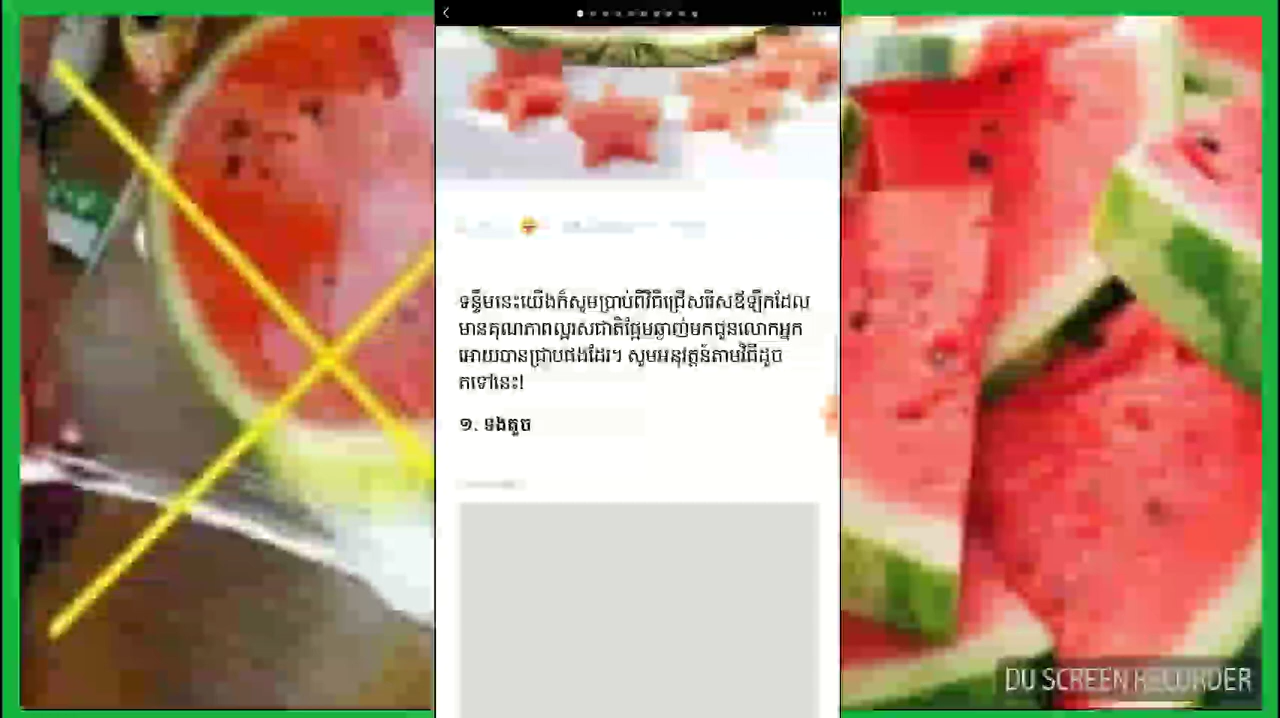 ទន្ទឹមនេះយើងក៏សូមប្រាប់ពីវិធីជ្រើសរើសឪឡឹកដែល
មានគុណភាពល្អរសជាតិផ្អែមឆ្ងាញ់មកជូនលោកអ្នក
អោយបានជ្រាបផងដែរ។ សូមអនុវត្តន៍តាមវិធីដូច
តទៅនេះ!
១. ទងតូច
DU SCREEN RECORDER